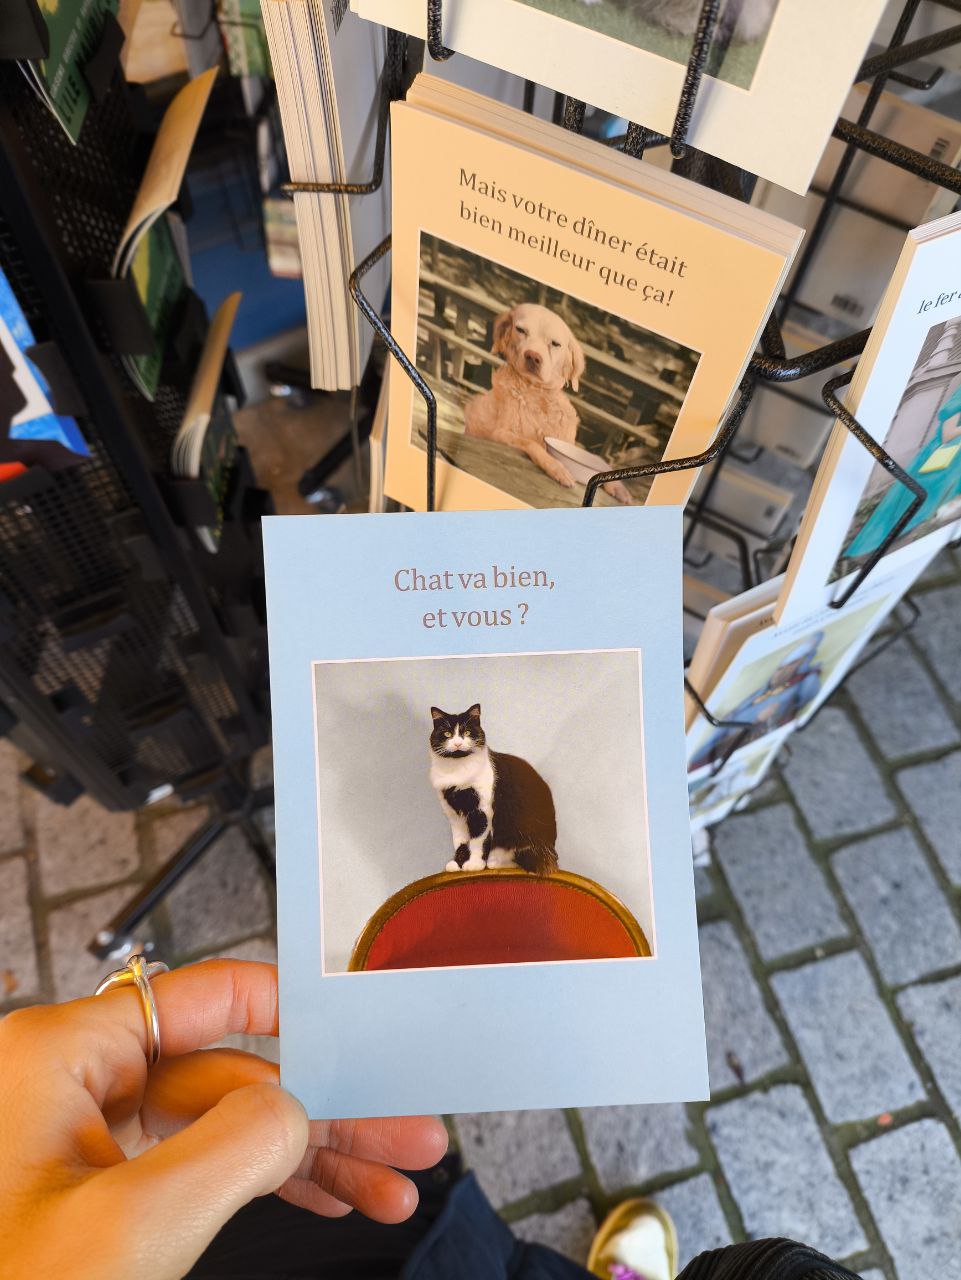 Mais votre dîner était
bien meilleur que ça!
le fer
Chat va bien,
et vous ?